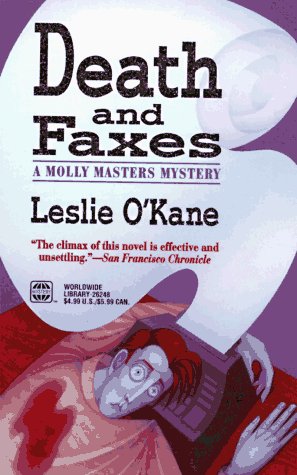 Death
and
Faxes
A MOLLY MASTERS MYSTERY
Leslie O'Kane
“The climax of this novel is effective and
unsettling.”—San Francisco Chronicle
MYSTERY
WORLDWIDE
LIBRARY•26248
$4.99 U.S./$5.99 CAN.